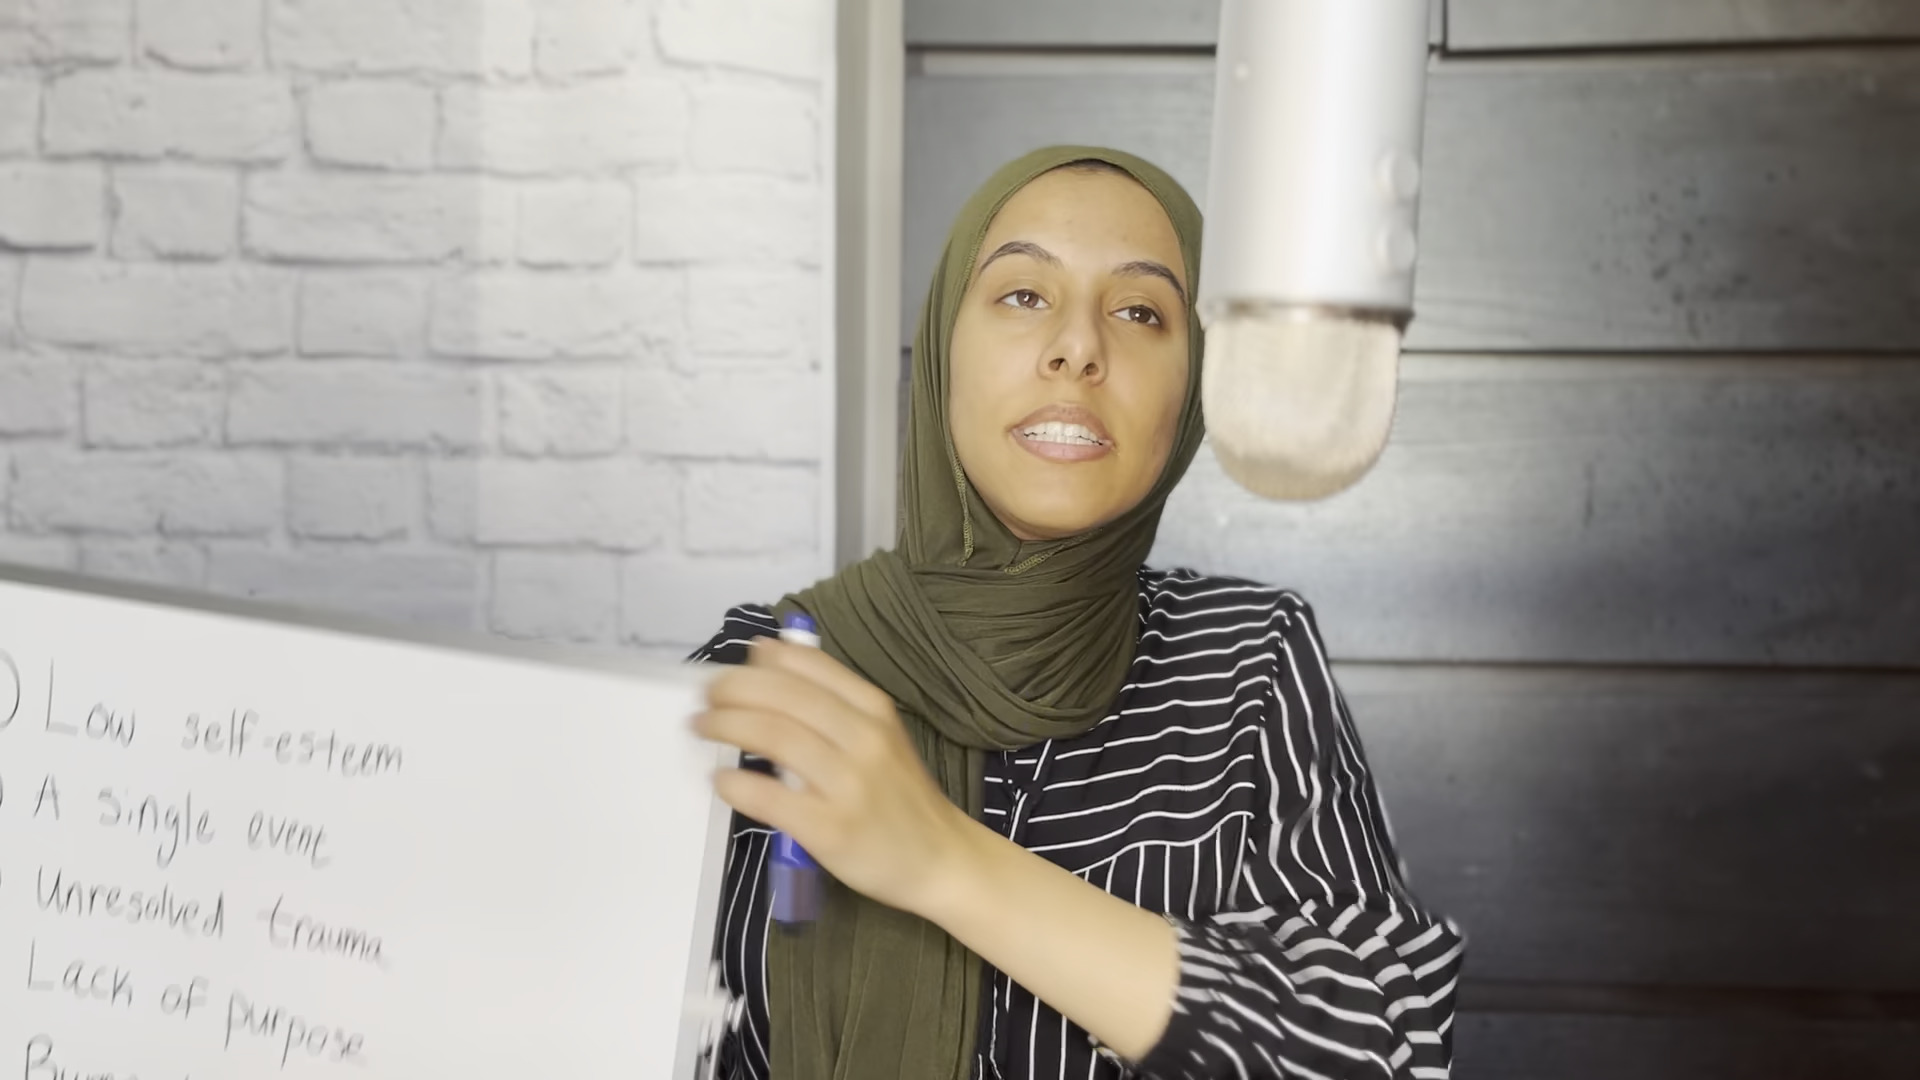 Low self-esteem
A single event
Unresolved trauma
Lack of purpose